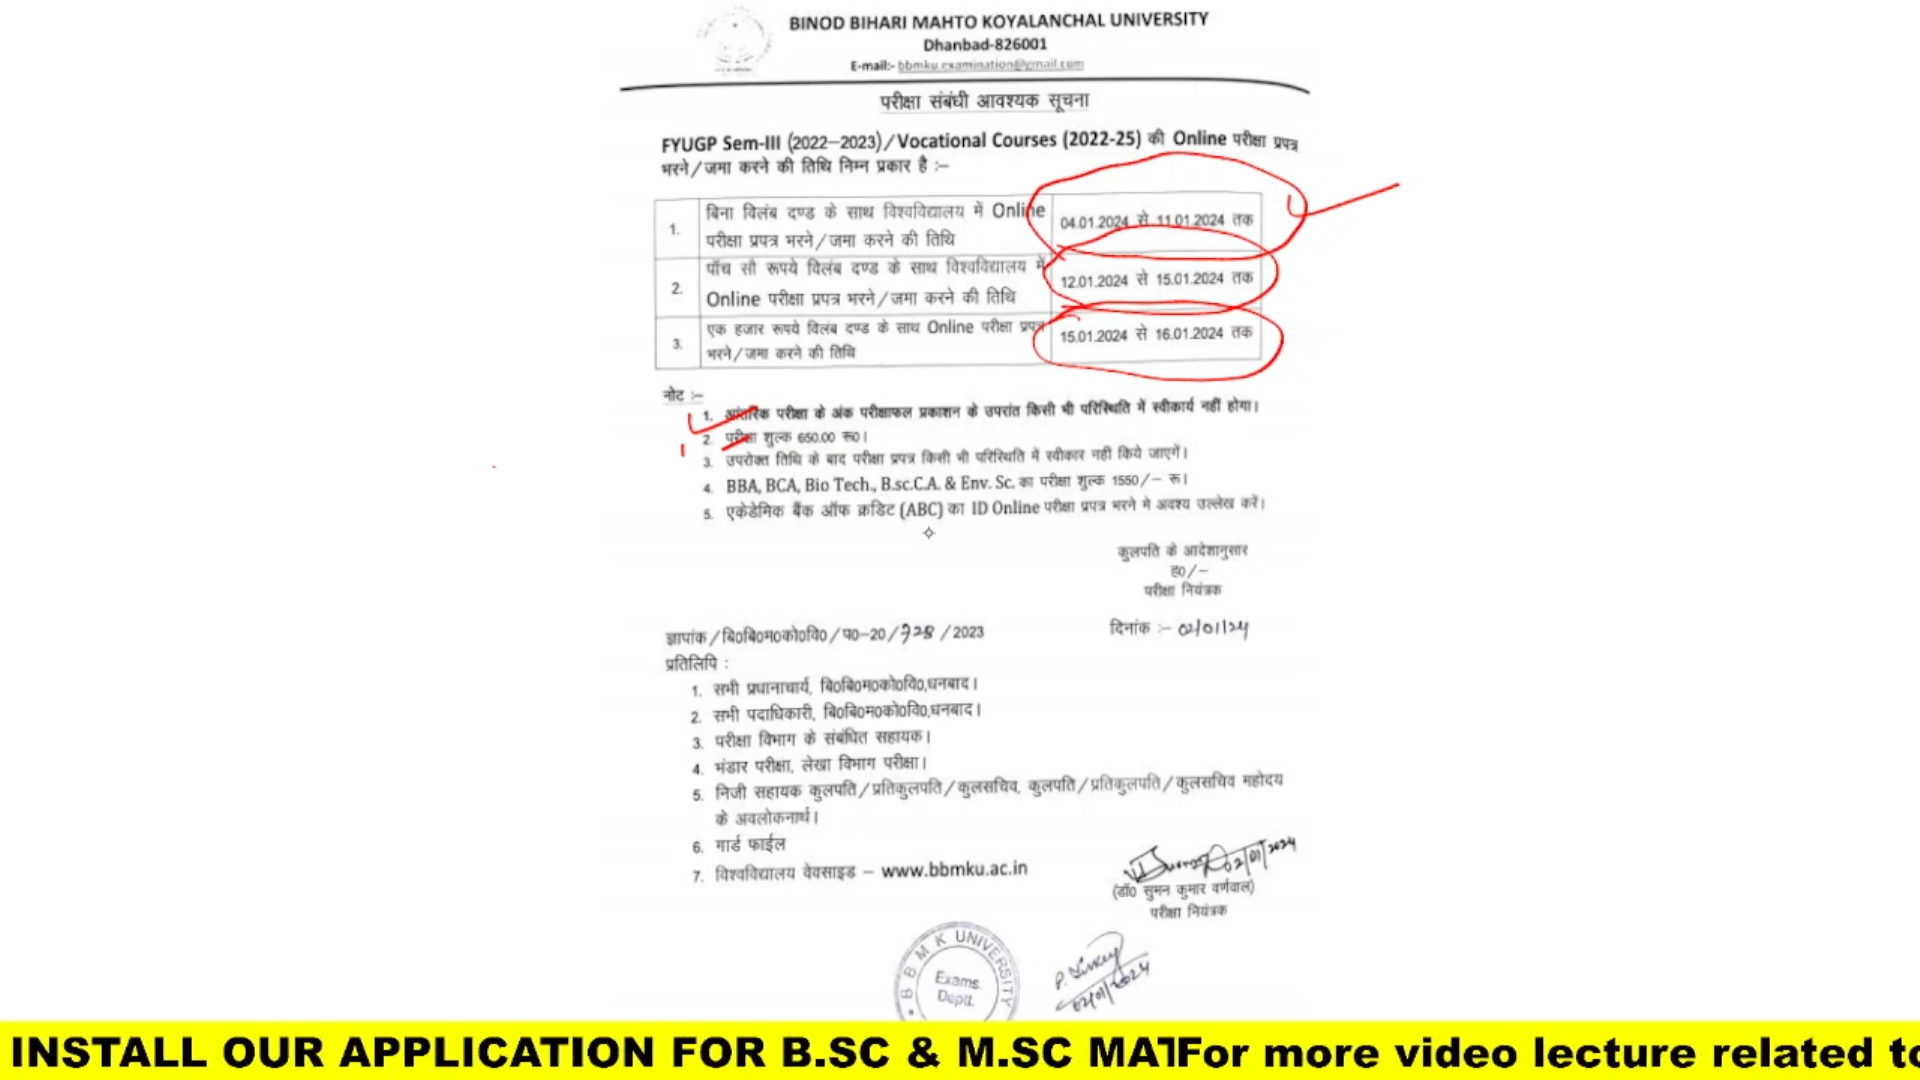 BINOD BIHARI MAHTO KOYALANCHAL UNIVERSITY
Dhanbad-826001
E-mail:- bbmku.examination@gmail.com
परीक्षा संबंधी आवश्यक सूचना
FYUGP Sem-III (2022–2023)/Vocational Courses (2022-25) की Online परीक्षा प्रपत्र
भरने/जमा करने की तिथि निम्न प्रकार है :–
1. बिना विलंब दण्ड के साथ विश्वविद्यालय में Online
परीक्षा प्रपत्र भरने/जमा करने की तिथि
04.01.2024 से 11.01.2024 तक
2. पॉच सौ रूपये विलंब दण्ड के साथ विश्वविद्यालय में
Online परीक्षा प्रपत्र भरने/जमा करने की तिथि
12.01.2024 से 15.01.2024 तक
3. एक हजार रूपये विलंब दण्ड के साथ Online परीक्षा प्रपत्र
भरने/जमा करने की तिथि
15.01.2024 से 16.01.2024 तक
नोट :–
1. आंतरिक परीक्षा के अंक परीक्षाफल प्रकाशन के उपरांत किसी भी परिस्थिति में स्वीकार्य नहीं होगा।
2. परीक्षा शुल्क 650.00 रू0।
3. उपरोक्त तिथि के बाद परीक्षा प्रपत्र किसी भी परिस्थिति में स्वीकार नही किये जाएगें।
4. BBA, BCA, Bio Tech., B.sc.C.A. & Env. Sc. का परीक्षा शुल्क 1550/– रू।
5. एकेडेमिक बैंक ऑफ क्रडिट (ABC) का ID Online परीक्षा प्रपत्र भरने मे अवश्य उल्लेख करें।
कुलपति के आदेशानुसार
ह0/–
परीक्षा नियंत्रक
ज्ञापांक/बि0बि0म0को0वि0/प0–20/728/2023
दिनांक :– 02/01/24
प्रतिलिपि :
1. सभी प्रधानाचार्य, बि0बि0म0को0वि0,धनबाद।
2. सभी पदाधिकारी, बि0बि0म0को0वि0,धनबाद।
3. परीक्षा विभाग के संबंधित सहायक।
4. भंडार परीक्षा, लेखा विभाग परीक्षा।
5. निजी सहायक कुलपति/प्रतिकुलपति/कुलसचिव, कुलपति/प्रतिकुलपति/कुलसचिव महोदय
के अवलोकनार्थ।
6. गार्ड फाईल
7. विश्वविद्यालय वेवसाइड – www.bbmku.ac.in
02/01/2024
(डॉ0 सुमन कुमार वर्णवाल)
परीक्षा नियंत्रक
B B M K UNIVERSITY
Exams.
Deptt.
02/01/2024
INSTALL OUR APPLICATION FOR B.SC & M.SC MAT
For more video lecture related to